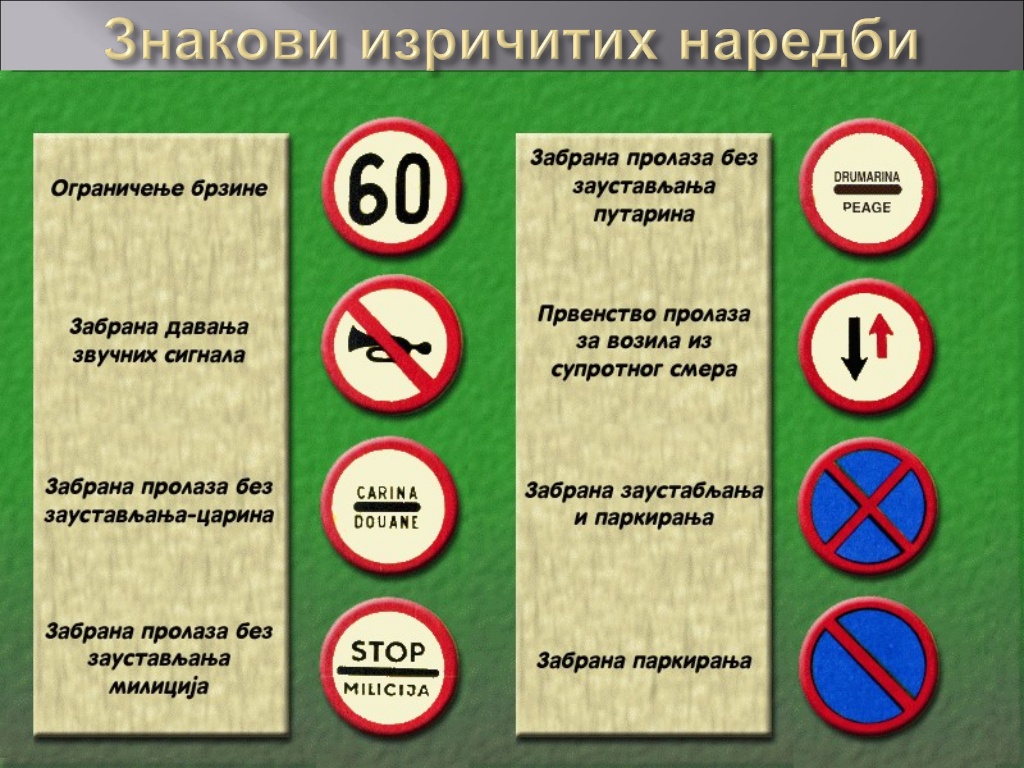 Знакови изричитих наредби
Ограничење брзине
60
Забрана давања
звучних сигнала
Забрана пролаза без
заустављања-царина
CARINA
DOUANE
Забрана пролаза без
заустављања
милиција
STOP
MILICIJA
Забрана пролаза без
заустављања
путарина
DRUMARINA
PEAGE
Првенство пролаза
за возила из
супротног смера
Забрана заустабљања
и паркирања
Забрана паркирања